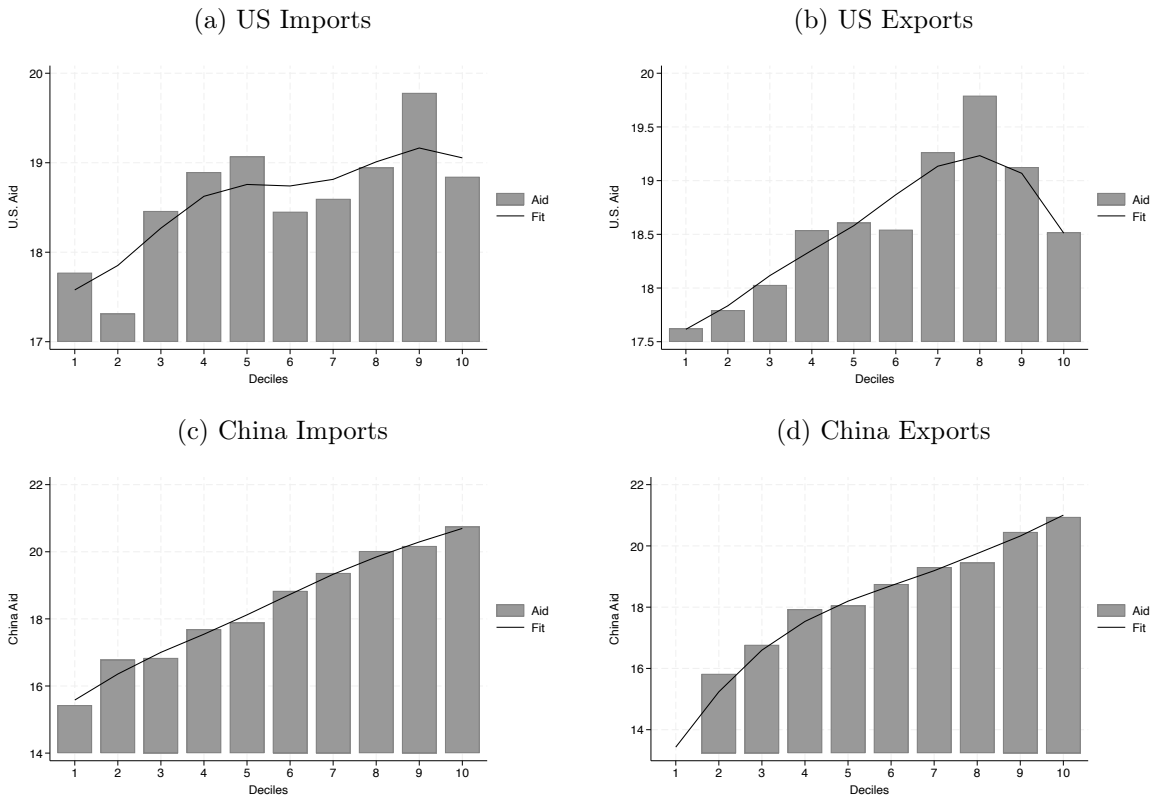 (a) US Imports
20
19
18
17
U.S. Aid
1 2 3 4 5 6 7 8 9 10
Deciles
Aid
Fit
(b) US Exports
20
19.5
19
18.5
18
17.5
U.S. Aid
1 2 3 4 5 6 7 8 9 10
Deciles
Aid
Fit
(c) China Imports
22
20
18
16
14
China Aid
1 2 3 4 5 6 7 8 9 10
Deciles
Aid
Fit
(d) China Exports
22
20
18
16
14
China Aid
1 2 3 4 5 6 7 8 9 10
Deciles
Aid
Fit